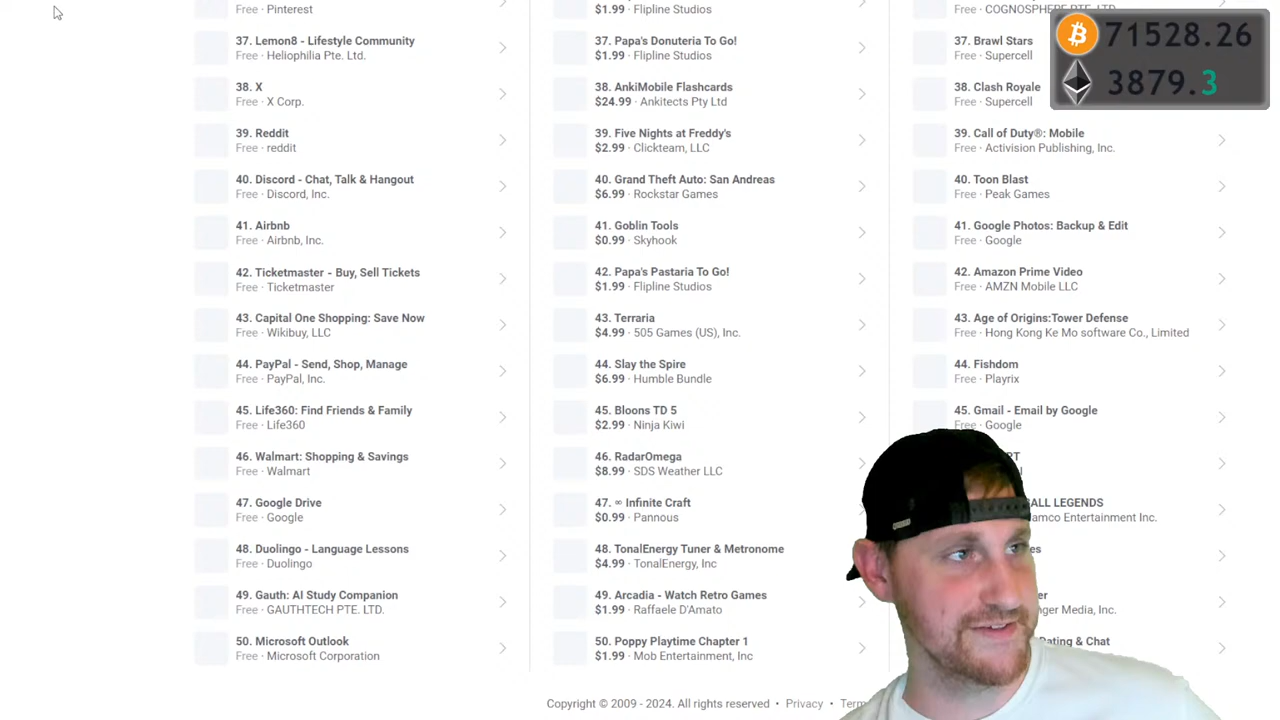 Free · Pinterest
37. Lemon8 - Lifestyle Community
Free · Heliophilia Pte. Ltd.
38. X
Free · X Corp.
39. Reddit
Free · reddit
40. Discord - Chat, Talk & Hangout
Free · Discord, Inc.
41. Airbnb
Free · Airbnb, Inc.
42. Ticketmaster - Buy, Sell Tickets
Free · Ticketmaster
43. Capital One Shopping: Save Now
Free · Wikibuy, LLC
44. PayPal - Send, Shop, Manage
Free · PayPal, Inc.
45. Life360: Find Friends & Family
Free · Life360
46. Walmart: Shopping & Savings
Free · Walmart
47. Google Drive
Free · Google
48. Duolingo - Language Lessons
Free · Duolingo
49. Gauth: AI Study Companion
Free · GAUTHTECH PTE. LTD.
50. Microsoft Outlook
Free · Microsoft Corporation
$1.99 · Flipline Studios
37. Papa's Donuteria To Go!
$1.99 · Flipline Studios
38. AnkiMobile Flashcards
$24.99 · Ankitects Pty Ltd
39. Five Nights at Freddy's
$2.99 · Clickteam, LLC
40. Grand Theft Auto: San Andreas
$6.99 · Rockstar Games
41. Goblin Tools
$0.99 · Skyhook
42. Papa's Pastaria To Go!
$1.99 · Flipline Studios
43. Terraria
$4.99 · 505 Games (US), Inc.
44. Slay the Spire
$6.99 · Humble Bundle
45. Bloons TD 5
$2.99 · Ninja Kiwi
46. RadarOmega
$8.99 · SDS Weather LLC
47. ∞ Infinite Craft
$0.99 · Pannous
48. TonalEnergy Tuner & Metronome
$4.99 · TonalEnergy, Inc
49. Arcadia - Watch Retro Games
$1.99 · Raffaele D'Amato
50. Poppy Playtime Chapter 1
$1.99 · Mob Entertainment, Inc
Free · COGNOSPHERE PTE. LTD.
37. Brawl Stars
Free · Supercell
38. Clash Royale
Free · Supercell
39. Call of Duty®: Mobile
Free · Activision Publishing, Inc.
40. Toon Blast
Free · Peak Games
41. Google Photos: Backup & Edit
Free · Google
42. Amazon Prime Video
Free · AMZN Mobile LLC
43. Age of Origins:Tower Defense
Free · Hong Kong Ke Mo software Co., Limited
44. Fishdom
Free · Playrix
45. Gmail - Email by Google
Free · Google
LEGENDS
Entertainment Inc.
Media, Inc.
Dating & Chat
71528.26
3879.3
Copyright © 2009 - 2024. All rights reserved • Privacy •